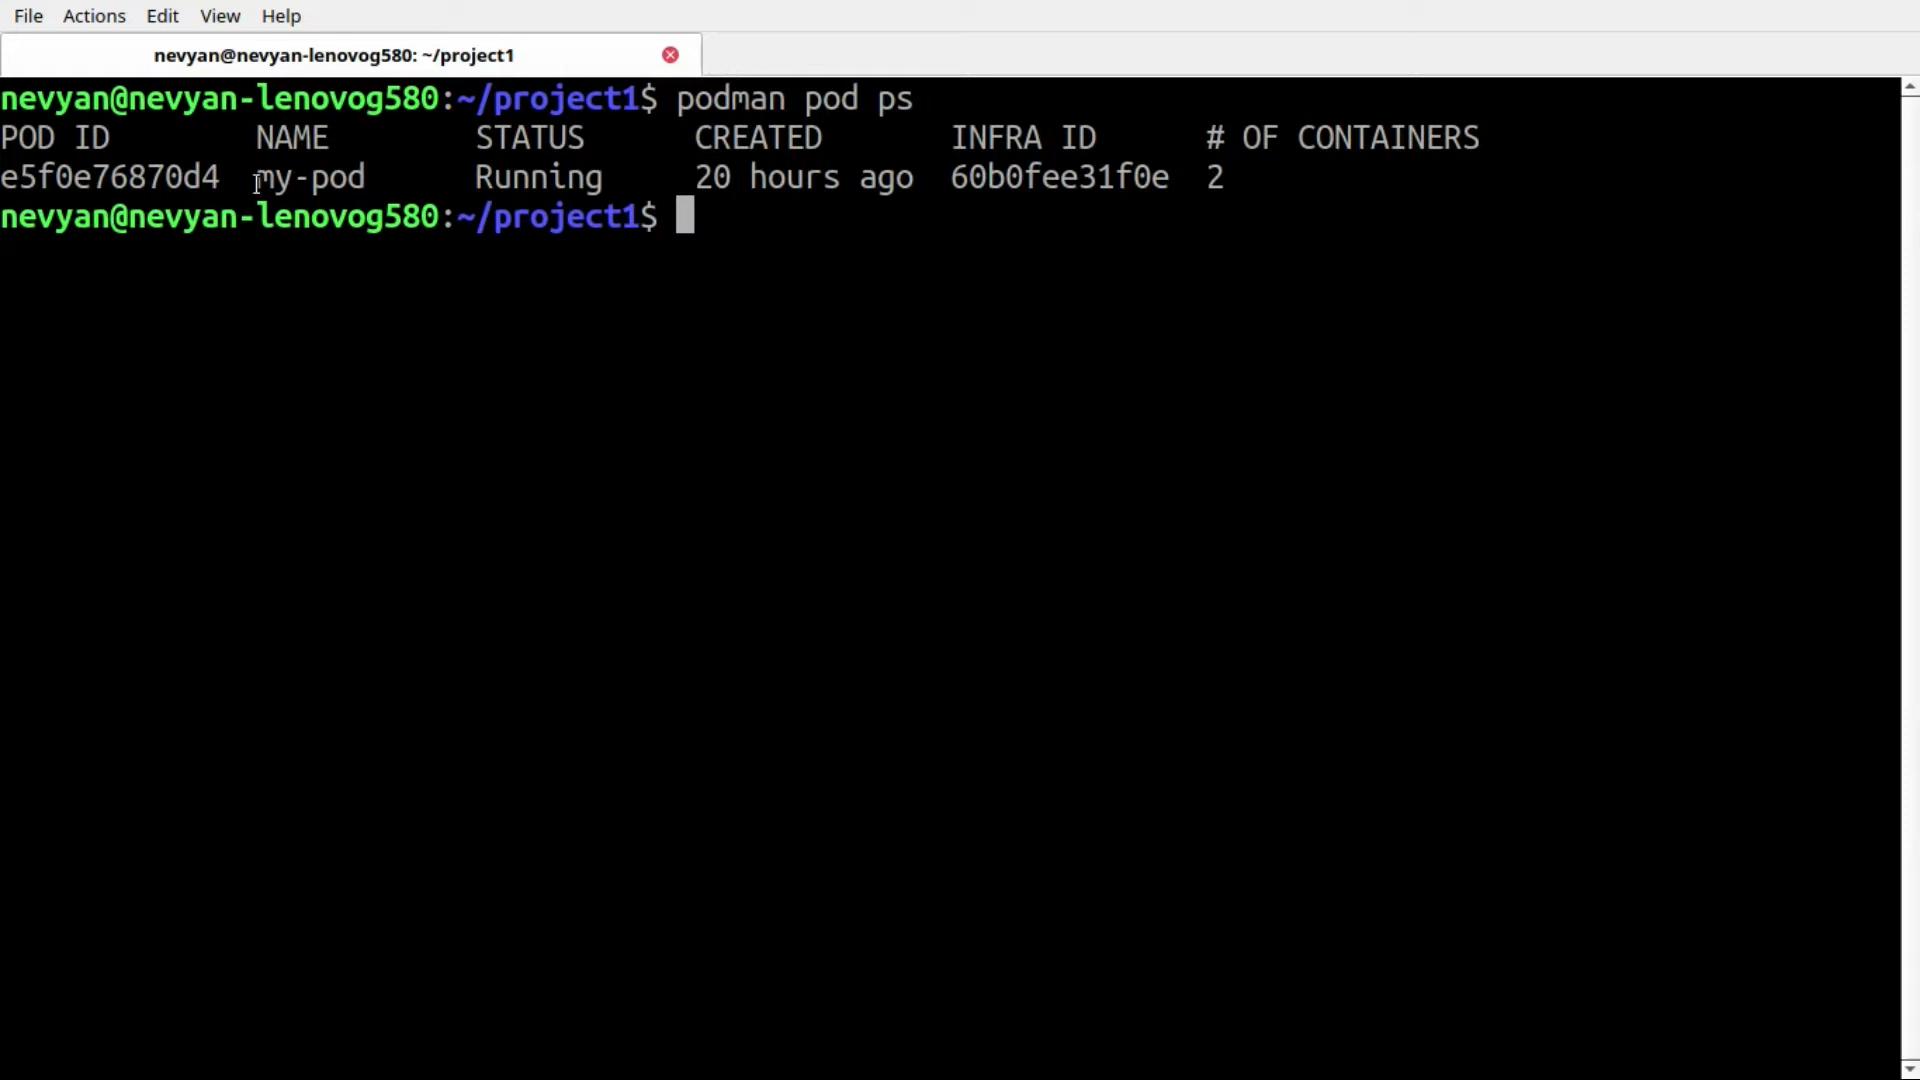 File Actions Edit View Help
nevyan@nevyan-lenovog580: ~/project1
nevyan@nevyan-lenovog580:~/project1$ podman pod ps
POD ID NAME STATUS CREATED INFRA ID # OF CONTAINERS
e5f0e76870d4 my-pod Running 20 hours ago 60b0fee31f0e 2
nevyan@nevyan-lenovog580:~/project1$